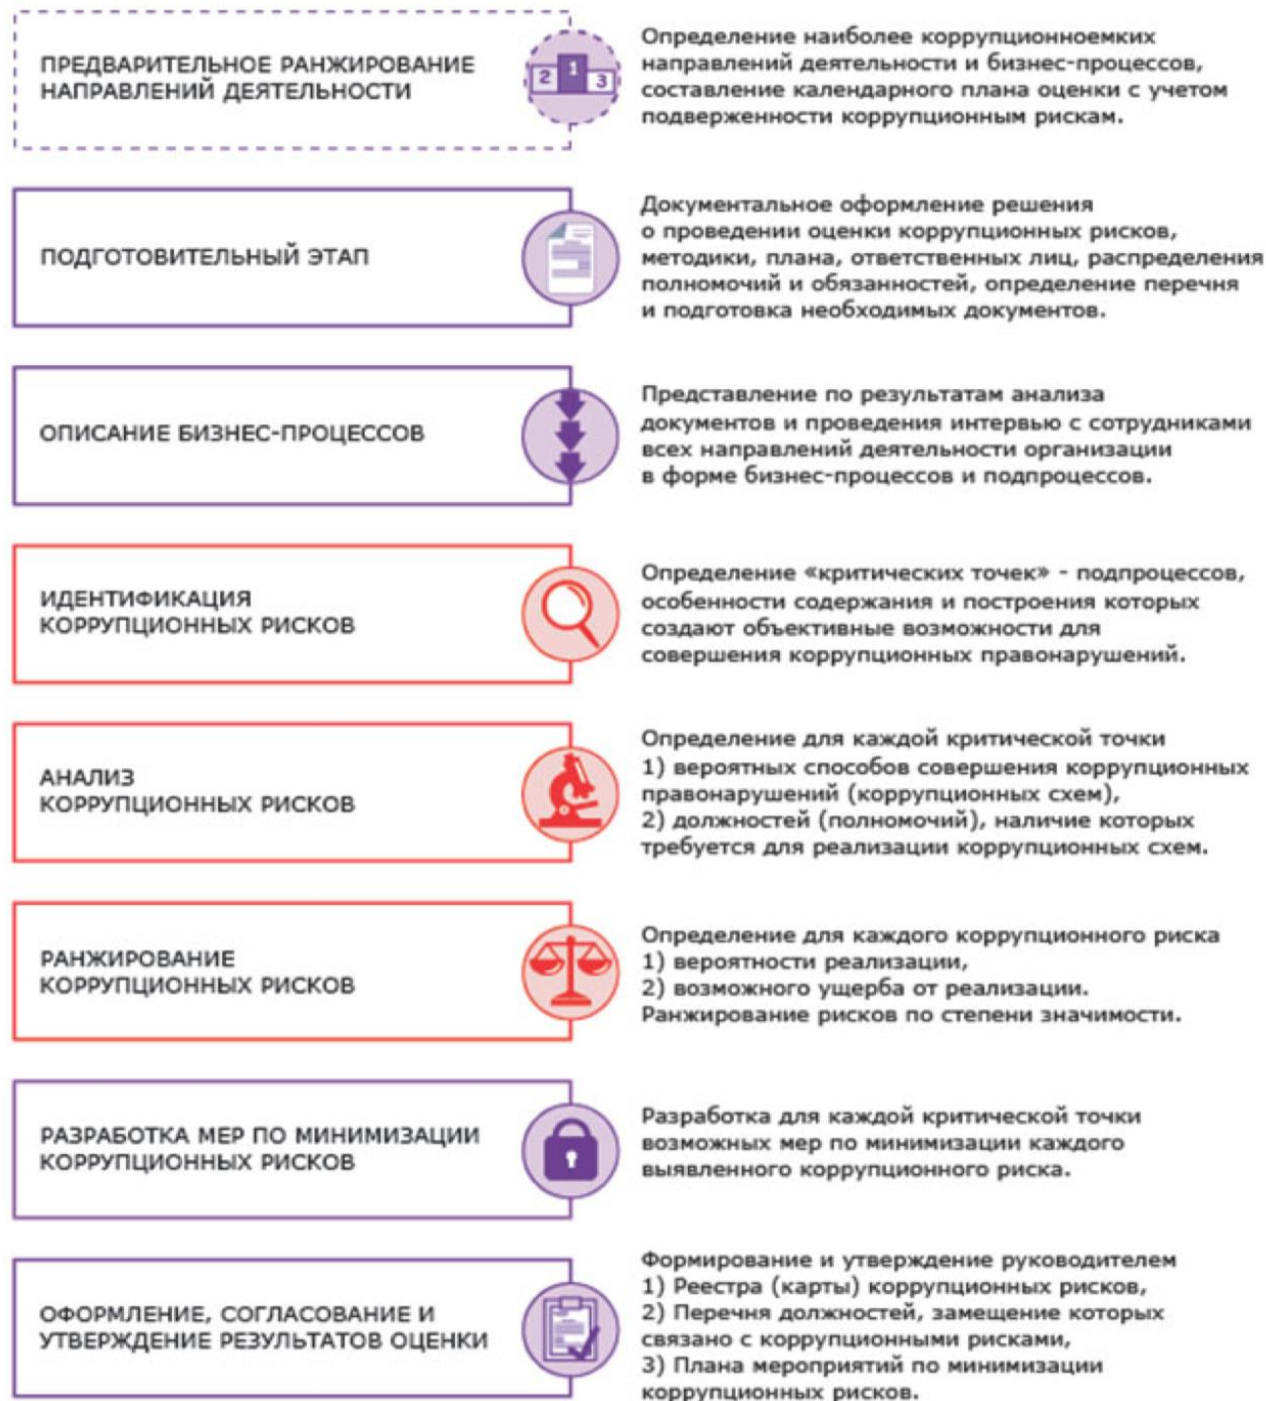 ПРЕДВАРИТЕЛЬНОЕ РАНЖИРОВАНИЕ
НАПРАВЛЕНИЙ ДЕЯТЕЛЬНОСТИ
2 1 3
Определение наиболее коррупционноемких
направлений деятельности и бизнес-процессов,
составление календарного плана оценки с учетом
подверженности коррупционным рискам.
ПОДГОТОВИТЕЛЬНЫЙ ЭТАП
Документальное оформление решения
о проведении оценки коррупционных рисков,
методики, плана, ответственных лиц, распределения
полномочий и обязанностей, определение перечня
и подготовка необходимых документов.
ОПИСАНИЕ БИЗНЕС-ПРОЦЕССОВ
Представление по результатам анализа
документов и проведения интервью с сотрудниками
всех направлений деятельности организации
в форме бизнес-процессов и подпроцессов.
ИДЕНТИФИКАЦИЯ
КОРРУПЦИОННЫХ РИСКОВ
Определение «критических точек» - подпроцессов,
особенности содержания и построения которых
создают объективные возможности для
совершения коррупционных правонарушений.
АНАЛИЗ
КОРРУПЦИОННЫХ РИСКОВ
Определение для каждой критической точки
1) вероятных способов совершения коррупционных
правонарушений (коррупционных схем),
2) должностей (полномочий), наличие которых
требуется для реализации коррупционных схем.
РАНЖИРОВАНИЕ
КОРРУПЦИОННЫХ РИСКОВ
Определение для каждого коррупционного риска
1) вероятности реализации,
2) возможного ущерба от реализации.
Ранжирование рисков по степени значимости.
РАЗРАБОТКА МЕР ПО МИНИМИЗАЦИИ
КОРРУПЦИОННЫХ РИСКОВ
Разработка для каждой критической точки
возможных мер по минимизации каждого
выявленного коррупционного риска.
ОФОРМЛЕНИЕ, СОГЛАСОВАНИЕ И
УТВЕРЖДЕНИЕ РЕЗУЛЬТАТОВ ОЦЕНКИ
Формирование и утверждение руководителем
1) Реестра (карты) коррупционных рисков,
2) Перечня должностей, замещение которых
связано с коррупционными рисками,
3) Плана мероприятий по минимизации
коррупционных рисков.